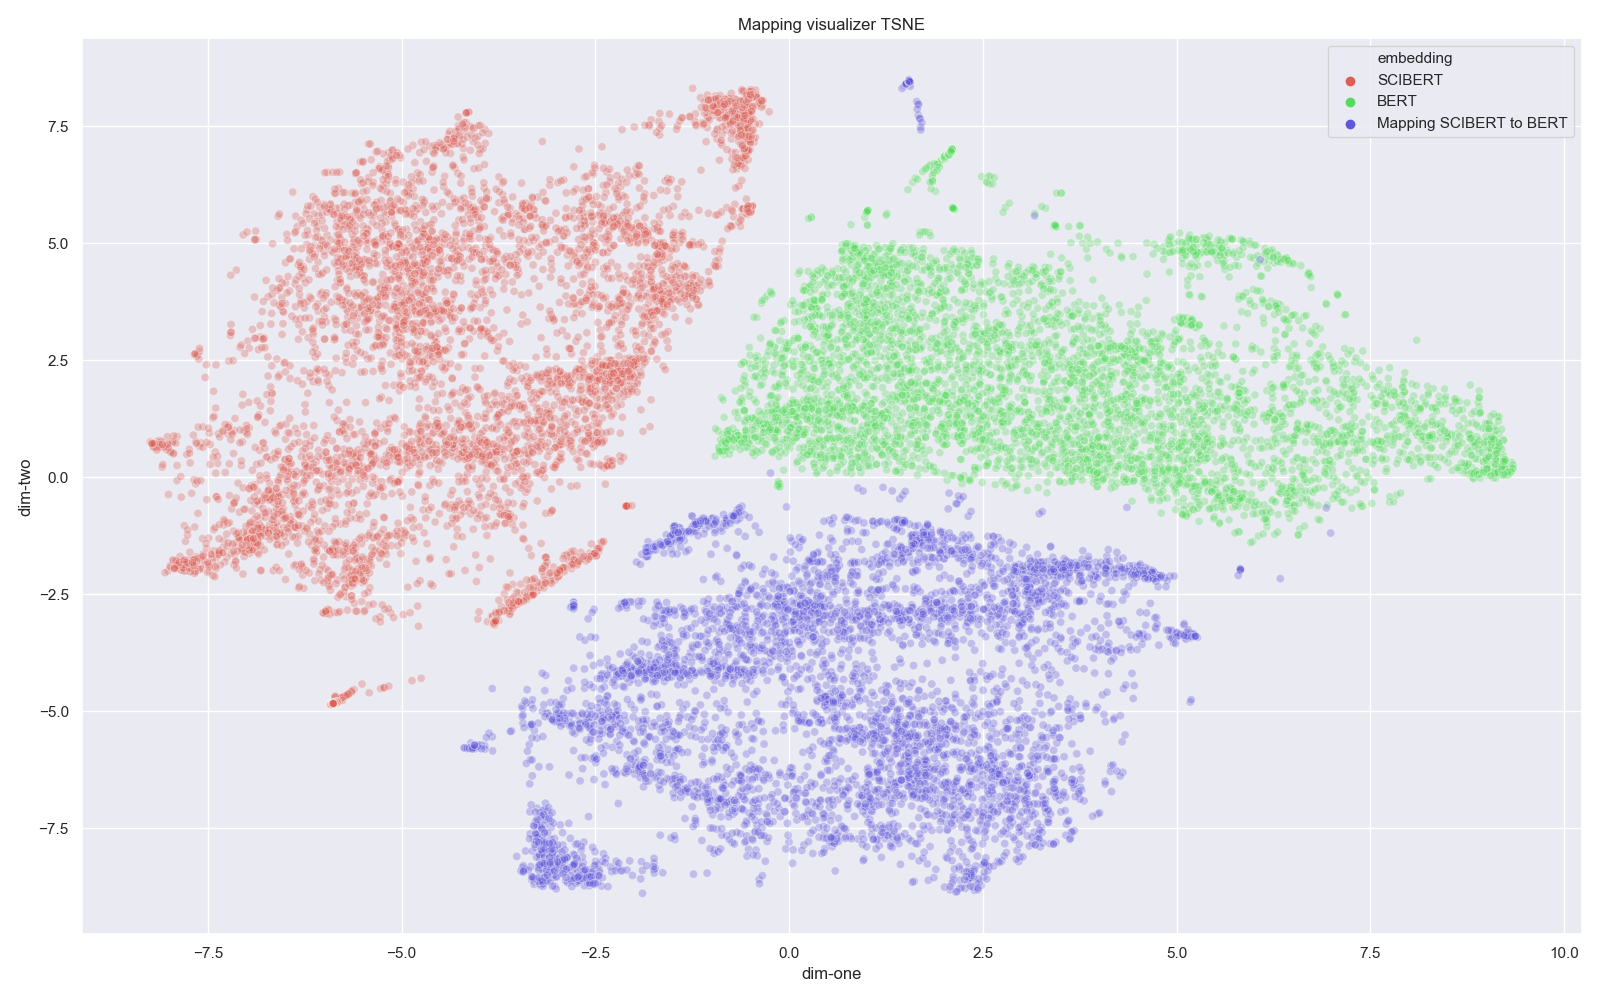 Mapping visualizer TSNE
embedding
SCIBERT
BERT
Mapping SCIBERT to BERT
7.5
5.0
2.5
0.0
−2.5
−5.0
−7.5
dim-two
−7.5 −5.0 −2.5 0.0 2.5 5.0 7.5 10.0
dim-one